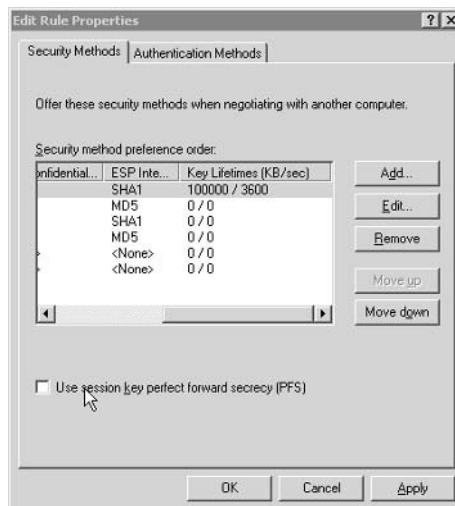 Edit Rule Properties
Security Methods Authentication Methods
Offer these security methods when negotiating with another computer.
Security method preference order:
onfidential... ESP Inte... Key Lifetimes (KB/sec)
SHA1 100000 / 3600
MD5 0 / 0
SHA1 0 / 0
MD5 0 / 0
> <None> 0 / 0
> <None> 0 / 0
Add...
Edit...
Remove
Move up
Move down
Use session key perfect forward secrecy (PFS)
OK Cancel Apply